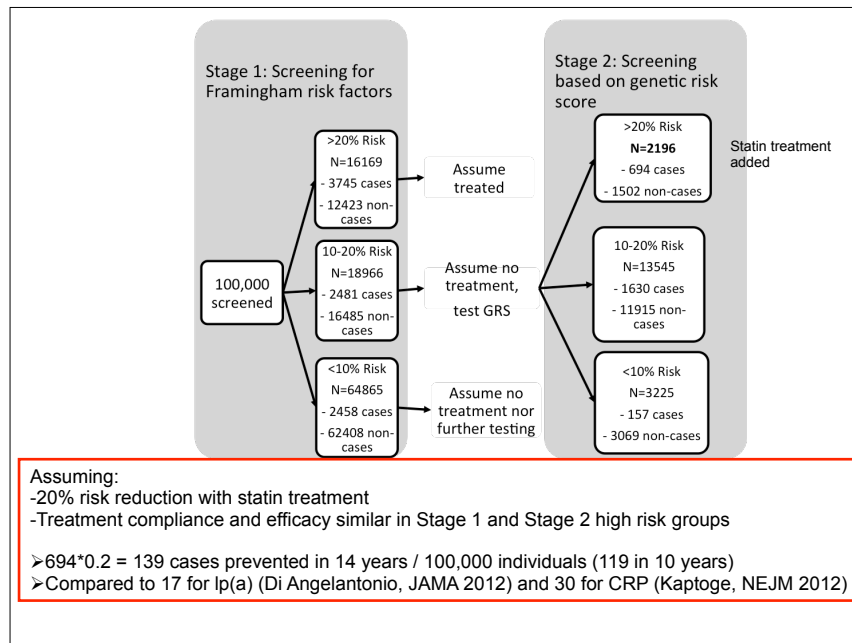 Stage 1: Screening for
Framingham risk factors
>20% Risk
N=16169
- 3745 cases
- 12423 non-
cases
10-20% Risk
N=18966
- 2481 cases
- 16485 non-
cases
<10% Risk
N=64865
- 2458 cases
- 62408 non-
cases
100,000
screened
Assume
treated
Assume no
treatment,
test GRS
Assume no
treatment nor
further testing
Stage 2: Screening
based on genetic risk
score
>20% Risk
N=2196
- 694 cases
- 1502 non-
cases
Statin treatment
added
10-20% Risk
N=13545
- 1630 cases
- 11915 non-
cases
<10% Risk
N=3225
- 157 cases
- 3069 non-cases
Assuming:
-20% risk reduction with statin treatment
-Treatment compliance and efficacy similar in Stage 1 and Stage 2 high risk groups
➢694*0.2 = 139 cases prevented in 14 years / 100,000 individuals (119 in 10 years)
➢Compared to 17 for lp(a) (Di Angelantonio, JAMA 2012) and 30 for CRP (Kaptoge, NEJM 2012)